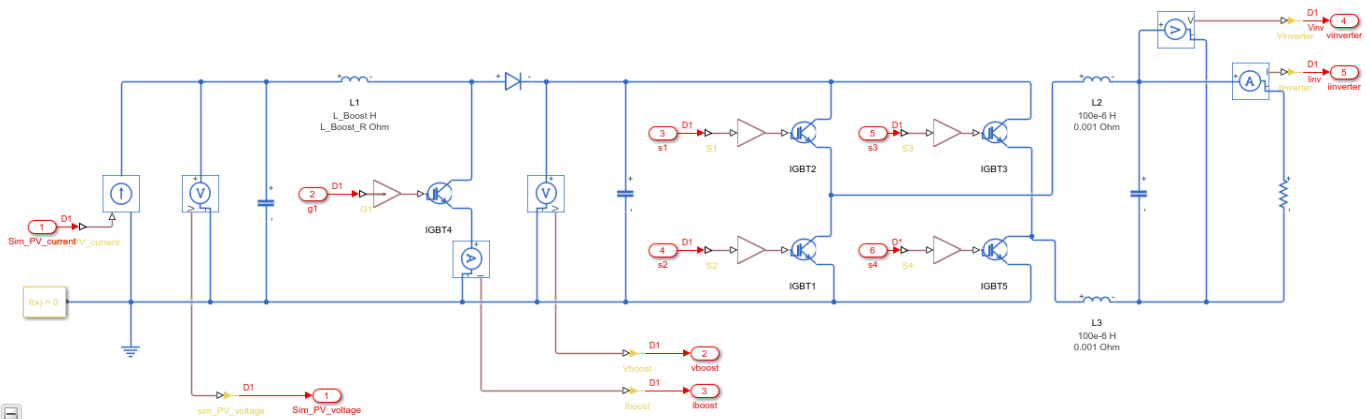 D1
Vinv
4
vinverter
Vinverter
D1
Iinv
5
iinverter
Iinverter
L1
L_Boost H
L_Boost_R Ohm
L2
100e-6 H
0.001 Ohm
3
D1
s1
S1
IGBT2
5
D1
s3
S3
IGBT3
2
D1
g1
G1
IGBT4
1
D1
Sim_PV_current
PV_current
4
D1
s2
S2
IGBT1
6
D*
s4
S4
IGBT5
f(x) = 0
L3
100e-6 H
0.001 Ohm
D1
2
Vboost
vboost
D1
3
Iboost
iboost
D1
1
sim_PV_voltage
Sim_PV_voltage
V
V
V
A
A
V
I